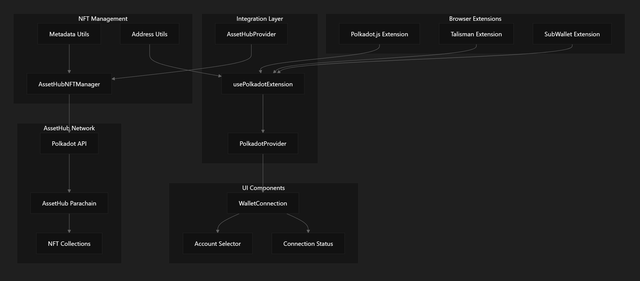 NFT Management
Integration Layer
Browser Extensions
Metadata Utils
Address Utils
AssetHubProvider
Polkadot.js Extension
Talisman Extension
SubWallet Extension
AssetHubNFTManager
usePolkadotExtension
AssetHub Network
Polkadot API
PolkadotProvider
UI Components
AssetHub Parachain
WalletConnection
NFT Collections
Account Selector
Connection Status